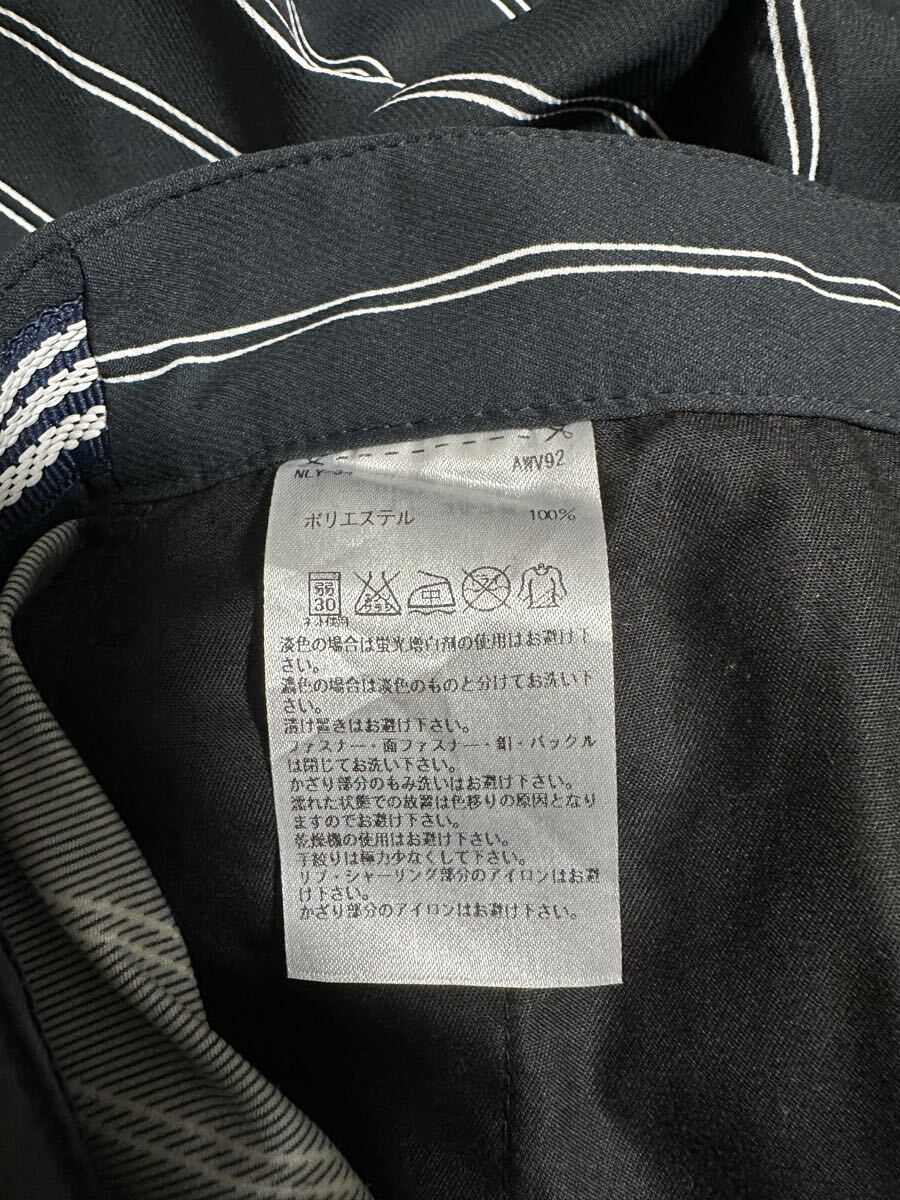 AWV92
ポリエステル 100%
弱
30
ネット使用
淡色の場合は蛍光増白剤の使用はお避け下
さい。
濃色の場合は淡色のものと分けてお洗い下
さい。
漬け置きはお避け下さい。
ファスナー・面ファスナー・釦・バックル
は閉じてお洗い下さい。
かざり部分のもみ洗いはお避け下さい。
濡れた状態での放置は色移りの原因となり
ますのでお避け下さい。
乾燥機の使用はお避け下さい。
手絞りは極力少なくして下さい。
リブ・シャーリング部分のアイロンはお避
け下さい。
かざり部分のアイロンはお避け下さい。